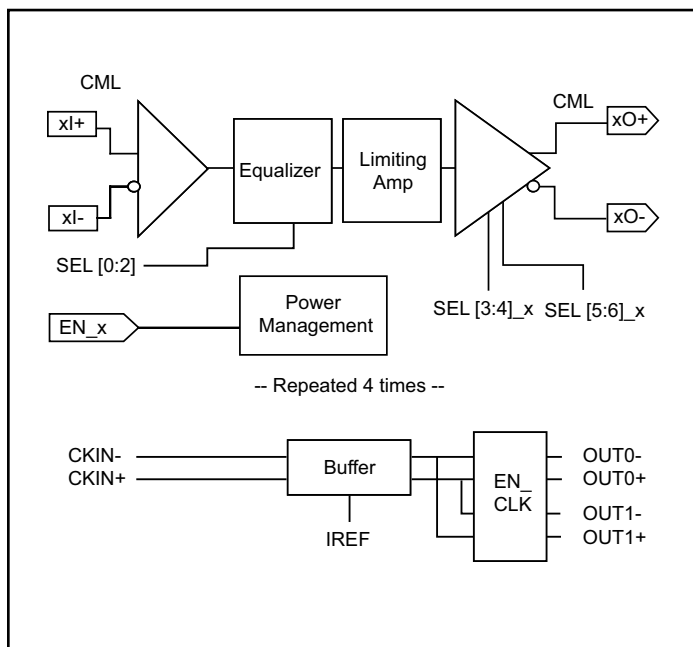 CML
xI+
xI-
Equalizer
Limiting
Amp
CML
xO+
xO-
SEL [0:2]
SEL [3:4]_x
SEL [5:6]_x
EN_x
Power
Management
-- Repeated 4 times --
CKIN-
CKIN+
Buffer
IREF
EN_
CLK
OUT0-
OUT0+
OUT1-
OUT1+